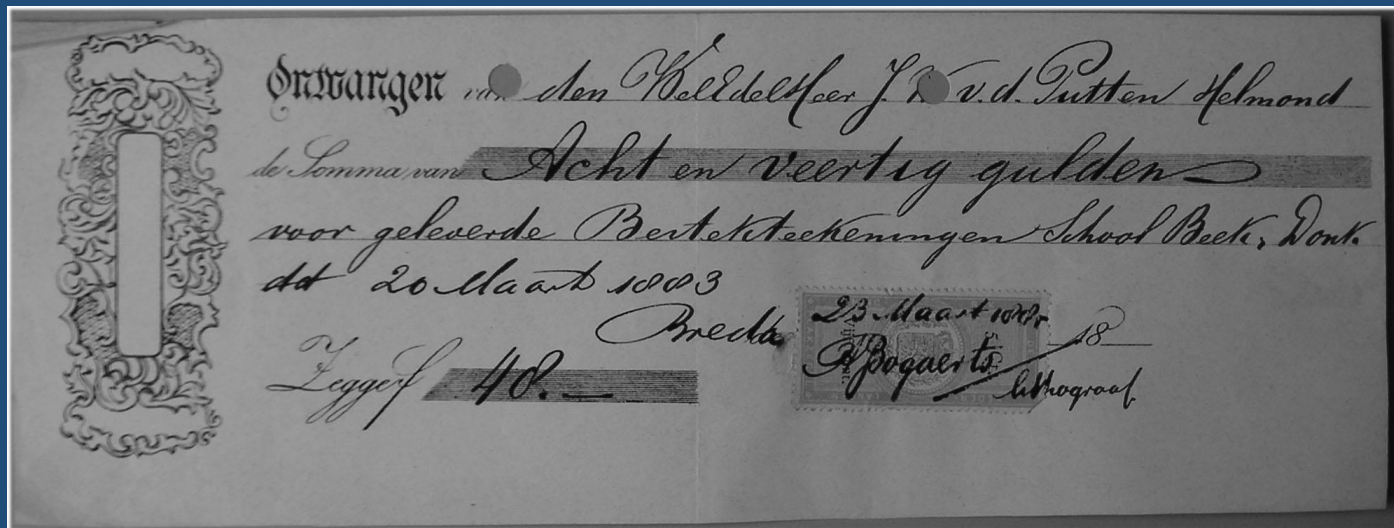 Ontvangen van den WelEdelHeer J. v.d. Putten Helmond
de Somma van Acht en veertig gulden
voor geleverde Bestekteekeningen School Beek, Donk
dd 20 Maart 1883
Breda 23 Maart 18
P Bogaerts
lithograaf
Zegge f 48.—